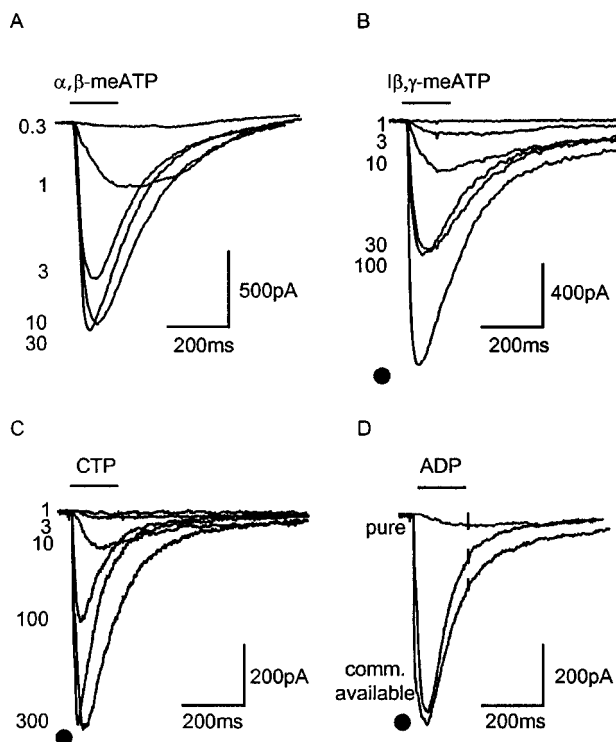 A
α,β-meATP
0.3
1
3
10
30
500pA
200ms
B
lβ,γ-meATP
1
3
10
30
100
400pA
200ms
C
CTP
1
3
10
100
300
200pA
200ms
D
ADP
pure
comm.
available
200pA
200ms